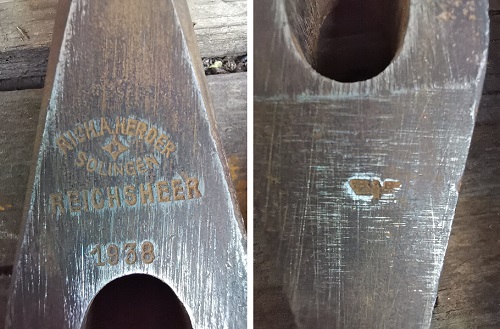 RICH.A.HERDER
SOLINGEN
REICHSHEER
1938